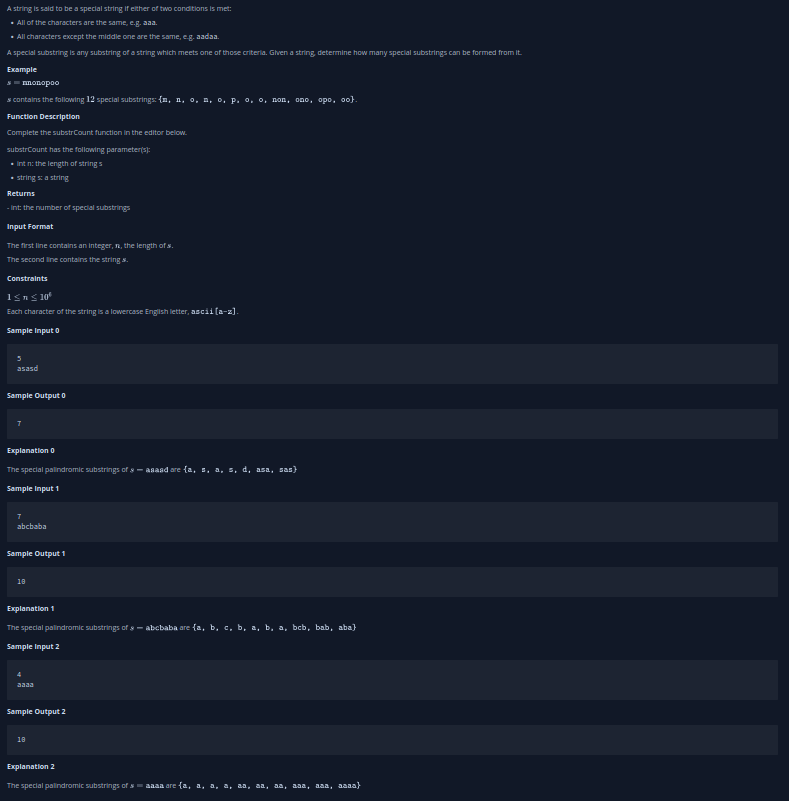 A string is said to be a special string if either of two conditions is met:
• All of the characters are the same, e.g. aaa.
• All characters except the middle one are the same, e.g. aadaa.
A special substring is any substring of a string which meets one of those criteria. Given a string, determine how many special substrings can be formed from it.
Example
s = mnonopoo
s contains the following 12 special substrings: {m, n, o, n, o, p, o, o, non, ono, opo, oo}.
Function Description
Complete the substrCount function in the editor below.
substrCount has the following parameter(s):
• int n: the length of string s
• string s: a string
Returns
- int: the number of special substrings
Input Format
The first line contains an integer, n, the length of s.
The second line contains the string s.
Constraints
1 ≤ n ≤ 10⁶
Each character of the string is a lowercase English letter, ascii[a-z].
Sample Input 0
5
asasd
Sample Output 0
7
Explanation 0
The special palindromic substrings of s = asasd are {a, s, a, s, d, asa, sas}
Sample Input 1
7
abcbaba
Sample Output 1
10
Explanation 1
The special palindromic substrings of s = abcbaba are {a, b, c, b, a, b, a, bcb, bab, aba}
Sample Input 2
4
aaaa
Sample Output 2
10
Explanation 2
The special palindromic substrings of s = aaaa are {a, a, a, a, aa, aa, aa, aaa, aaa, aaaa}